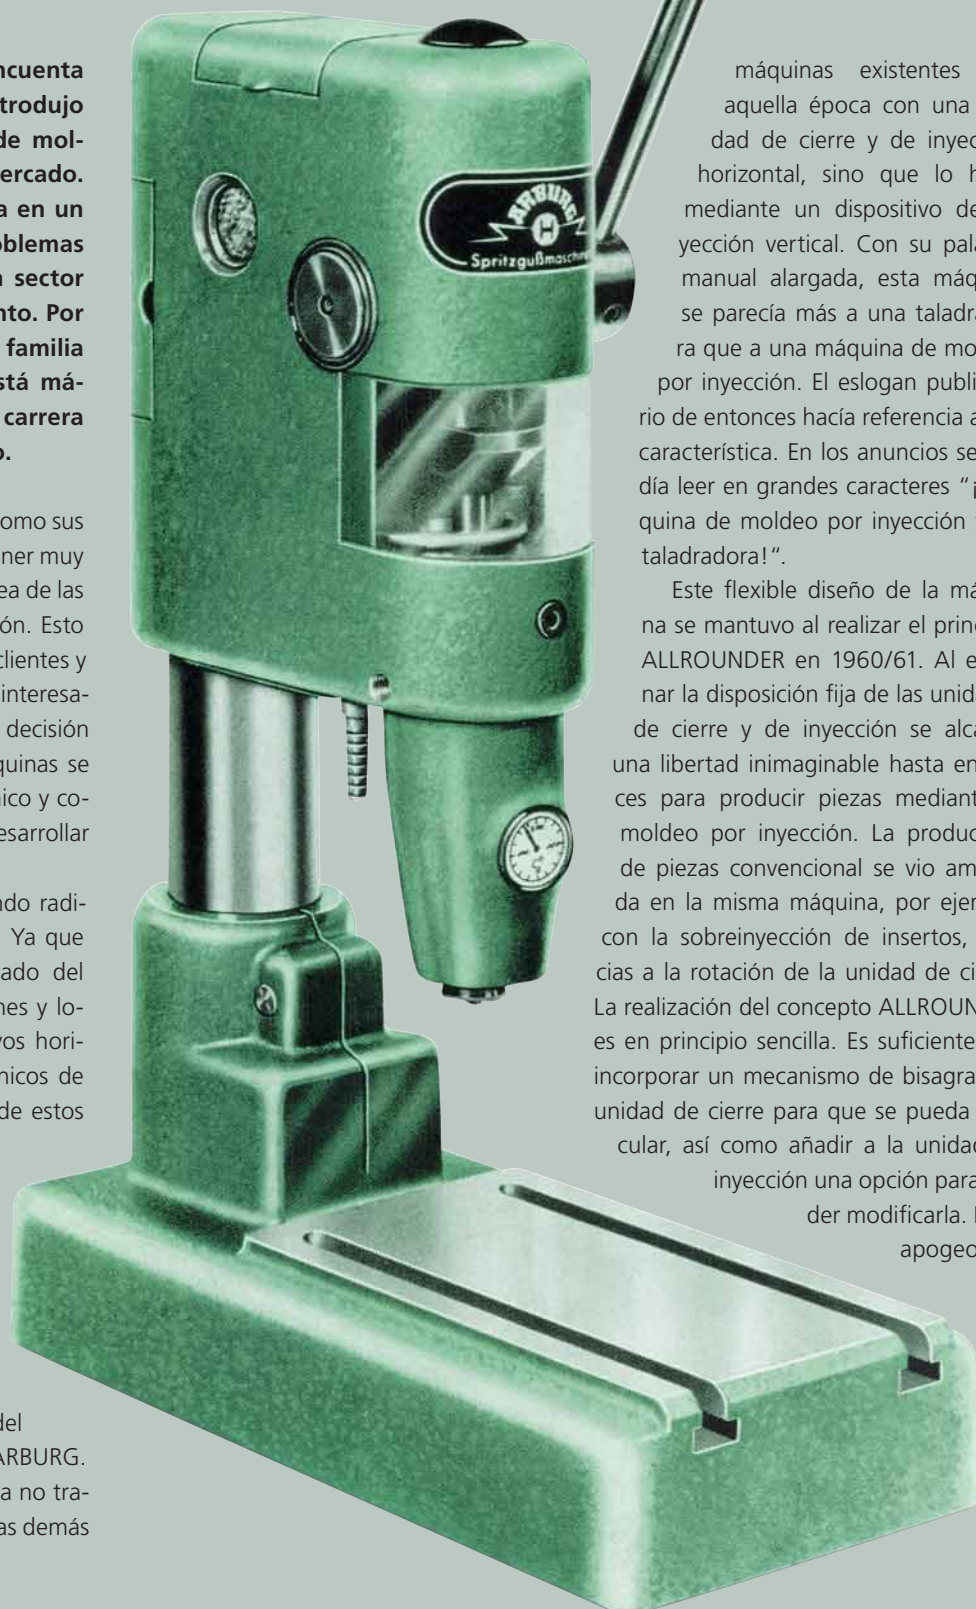 ncuenta
trodujo
de mol-
ercado.
a en un
oblemas
n sector
nto. Por
familia
stá má-
carrera
o.
omo sus
ner muy
ea de las
ón. Esto
clientes y
interesa-
decisión
quinas se
nico y co-
esarrollar
ndo radi-
Ya que
ado del
nes y lo-
vos hori-
nicos de
de estos
del
ARBURG.
a no tra-
as demás
ARBURG
Spritzgußmaschine
máquinas existentes
aquella época con una
dad de cierre y de inyec
horizontal, sino que lo h
mediante un dispositivo de
yección vertical. Con su pala
manual alargada, esta máq
se parecía más a una taladra
ra que a una máquina de mo
por inyección. El eslogan publi
rio de entonces hacía referencia a
característica. En los anuncios se
día leer en grandes caracteres “¡
quina de moldeo por inyección
taladradora!“.
Este flexible diseño de la má
na se mantuvo al realizar el princ
ALLROUNDER en 1960/61. Al e
nar la disposición fija de las unid
de cierre y de inyección se alca
una libertad inimaginable hasta en
ces para producir piezas mediant
moldeo por inyección. La produc
de piezas convencional se vio am
da en la misma máquina, por ejer
con la sobreinyección de insertos,
cias a la rotación de la unidad de ci
La realización del concepto ALLROUN
es en principio sencilla. Es suficiente
incorporar un mecanismo de bisagra
unidad de cierre para que se pueda
cular, así como añadir a la unidad
inyección una opción para
der modificarla.
apogeo